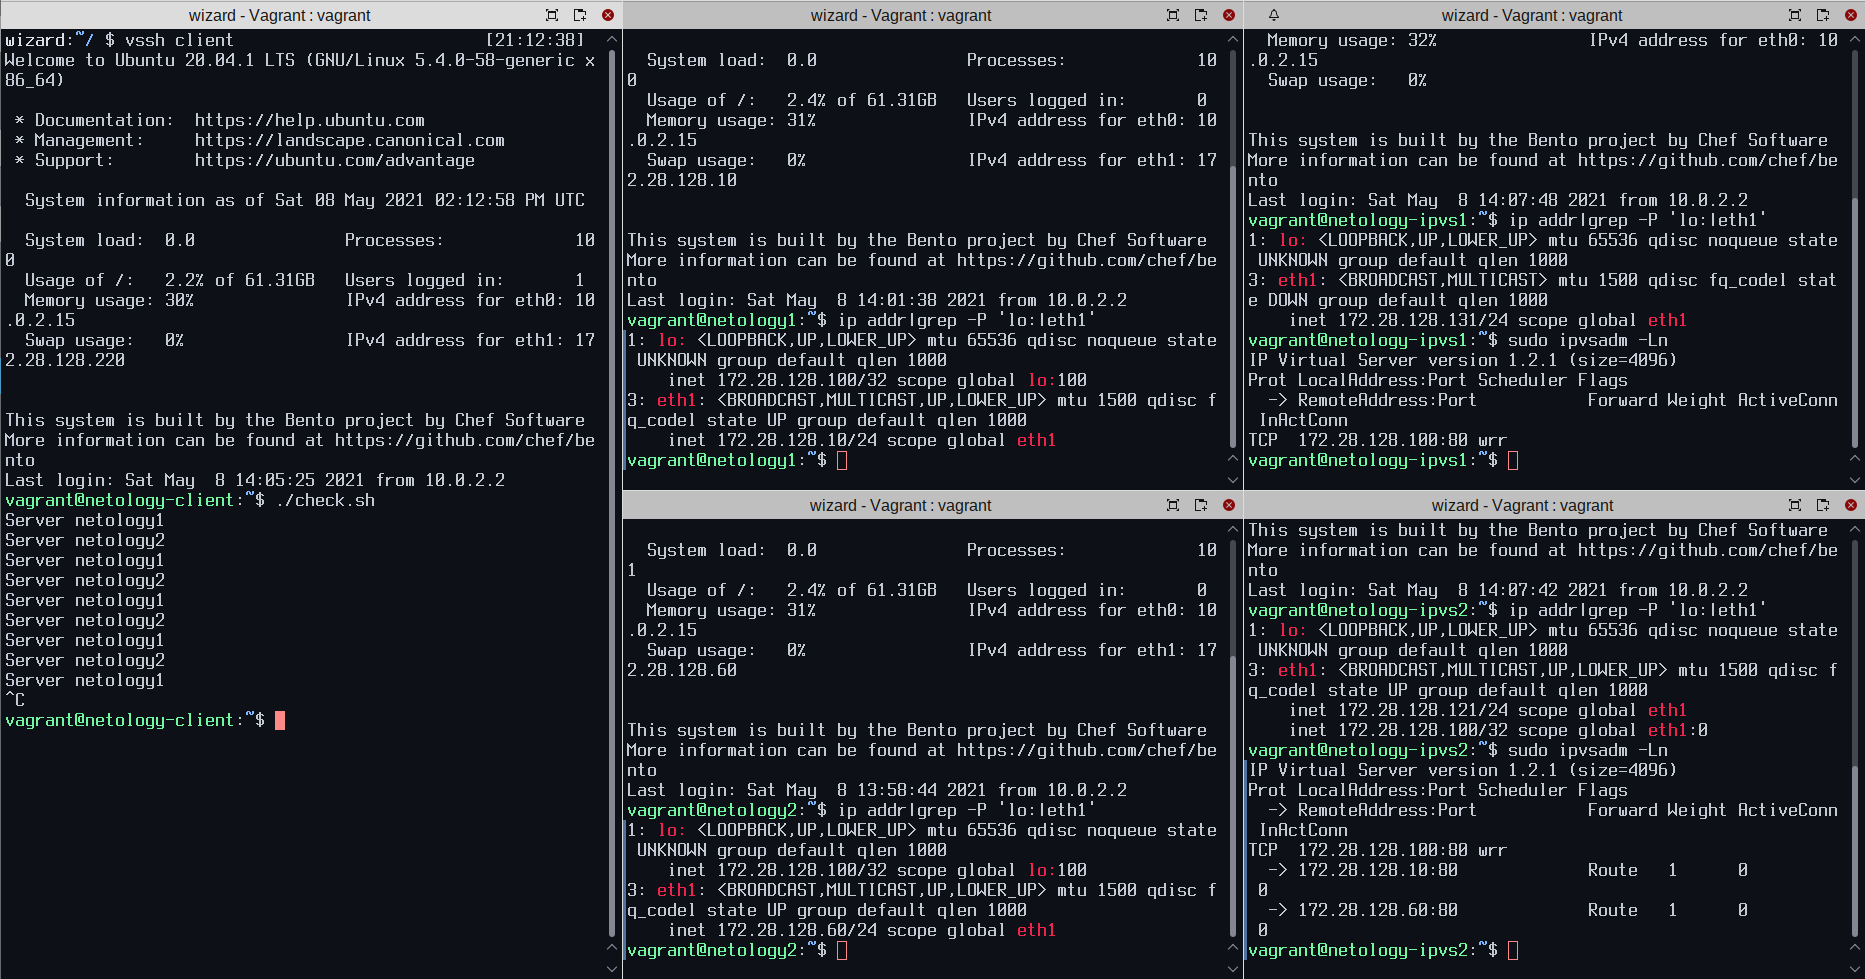 wizard - Vagrant : vagrant
wizard:~/ $ vssh client [21:12:38]
Welcome to Ubuntu 20.04.1 LTS (GNU/Linux 5.4.0-58-generic x
86_64)
* Documentation: https://help.ubuntu.com
* Management: https://landscape.canonical.com
* Support: https://ubuntu.com/advantage
System information as of Sat 08 May 2021 02:12:58 PM UTC
System load: 0.0 Processes: 10
0
Usage of /: 2.2% of 61.31GB Users logged in: 1
Memory usage: 30% IPv4 address for eth0: 10
.0.2.15
Swap usage: 0% IPv4 address for eth1: 17
2.28.128.220
This system is built by the Bento project by Chef Software
More information can be found at https://github.com/chef/be
nto
Last login: Sat May  8 14:05:25 2021 from 10.0.2.2
vagrant@netology-client:~$ ./check.sh
Server netology1
Server netology2
Server netology1
Server netology2
Server netology1
Server netology2
Server netology1
Server netology2
Server netology1
^C
vagrant@netology-client:~$
wizard - Vagrant : vagrant
System load: 0.0 Processes: 10
0
Usage of /: 2.4% of 61.31GB Users logged in: 0
Memory usage: 31% IPv4 address for eth0: 10
.0.2.15
Swap usage: 0% IPv4 address for eth1: 17
2.28.128.10
This system is built by the Bento project by Chef Software
More information can be found at https://github.com/chef/be
nto
Last login: Sat May  8 14:01:38 2021 from 10.0.2.2
vagrant@netology1:~$ ip addr|grep -P 'lo:|eth1'
1: lo: <LOOPBACK,UP,LOWER_UP> mtu 65536 qdisc noqueue state
UNKNOWN group default qlen 1000
inet 172.28.128.100/32 scope global lo:100
3: eth1: <BROADCAST,MULTICAST,UP,LOWER_UP> mtu 1500 qdisc f
q_codel state UP group default qlen 1000
inet 172.28.128.10/24 scope global eth1
vagrant@netology1:~$
wizard - Vagrant : vagrant
System load: 0.0 Processes: 10
1
Usage of /: 2.4% of 61.31GB Users logged in: 0
Memory usage: 31% IPv4 address for eth0: 10
.0.2.15
Swap usage: 0% IPv4 address for eth1: 17
2.28.128.60
This system is built by the Bento project by Chef Software
More information can be found at https://github.com/chef/be
nto
Last login: Sat May  8 13:58:44 2021 from 10.0.2.2
vagrant@netology2:~$ ip addr|grep -P 'lo:|eth1'
1: lo: <LOOPBACK,UP,LOWER_UP> mtu 65536 qdisc noqueue state
UNKNOWN group default qlen 1000
inet 172.28.128.100/32 scope global lo:100
3: eth1: <BROADCAST,MULTICAST,UP,LOWER_UP> mtu 1500 qdisc f
q_codel state UP group default qlen 1000
inet 172.28.128.60/24 scope global eth1
vagrant@netology2:~$
wizard - Vagrant : vagrant
Memory usage: 32% IPv4 address for eth0: 10
.0.2.15
Swap usage: 0%
This system is built by the Bento project by Chef Software
More information can be found at https://github.com/chef/be
nto
Last login: Sat May  8 14:07:48 2021 from 10.0.2.2
vagrant@netology-ipvs1:~$ ip addr|grep -P 'lo:|eth1'
1: lo: <LOOPBACK,UP,LOWER_UP> mtu 65536 qdisc noqueue state
UNKNOWN group default qlen 1000
3: eth1: <BROADCAST,MULTICAST> mtu 1500 qdisc fq_codel stat
e DOWN group default qlen 1000
inet 172.28.128.131/24 scope global eth1
vagrant@netology-ipvs1:~$ sudo ipvsadm -Ln
IP Virtual Server version 1.2.1 (size=4096)
Prot LocalAddress:Port Scheduler Flags
-> RemoteAddress:Port Forward Weight ActiveConn
InActConn
TCP  172.28.128.100:80 wrr
vagrant@netology-ipvs1:~$
wizard - Vagrant : vagrant
This system is built by the Bento project by Chef Software
More information can be found at https://github.com/chef/be
nto
Last login: Sat May  8 14:07:42 2021 from 10.0.2.2
vagrant@netology-ipvs2:~$ ip addr|grep -P 'lo:|eth1'
1: lo: <LOOPBACK,UP,LOWER_UP> mtu 65536 qdisc noqueue state
UNKNOWN group default qlen 1000
3: eth1: <BROADCAST,MULTICAST,UP,LOWER_UP> mtu 1500 qdisc f
q_codel state UP group default qlen 1000
inet 172.28.128.121/24 scope global eth1
inet 172.28.128.100/32 scope global eth1:0
vagrant@netology-ipvs2:~$ sudo ipvsadm -Ln
IP Virtual Server version 1.2.1 (size=4096)
Prot LocalAddress:Port Scheduler Flags
-> RemoteAddress:Port Forward Weight ActiveConn
InActConn
TCP  172.28.128.100:80 wrr
-> 172.28.128.10:80 Route 1 0
0
-> 172.28.128.60:80 Route 1 0
0
vagrant@netology-ipvs2:~$